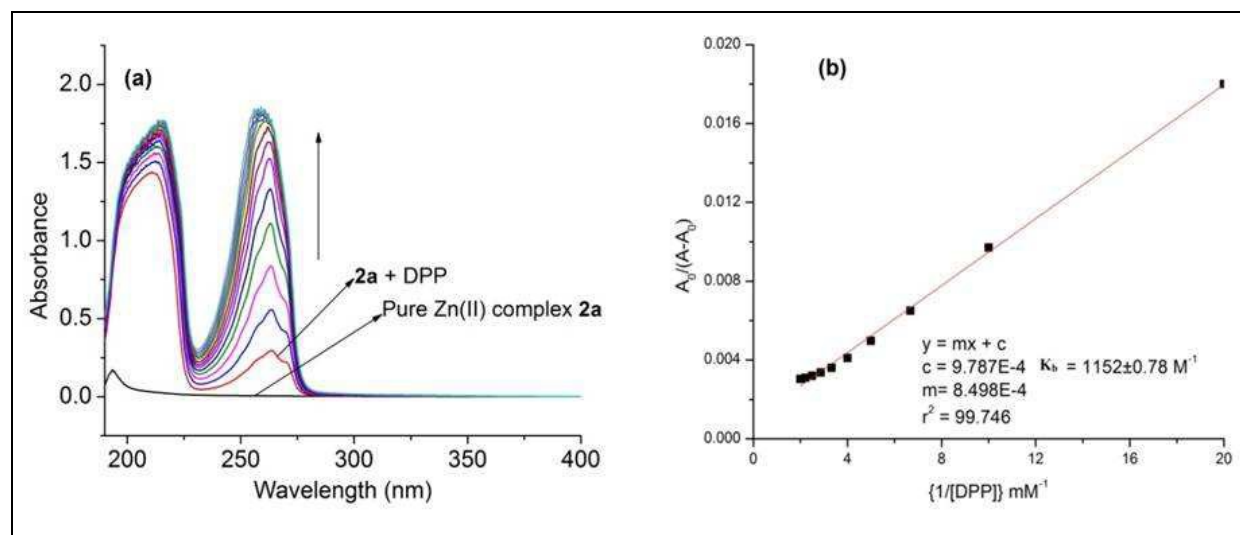 (a)
2.0
1.5
1.0
0.5
0.0
Absorbance
2a + DPP
Pure Zn(II) complex 2a
200 250 300 350 400
Wavelength (nm)
(b)
0.020
0.016
0.012
0.008
0.004
0.000
A₀/(A-A₀)
y = mx + c
c = 9.787E-4 K_b = 1152±0.78 M⁻¹
m= 8.498E-4
r² = 99.746
0 4 8 12 16 20
{1/[DPP]} mM⁻¹